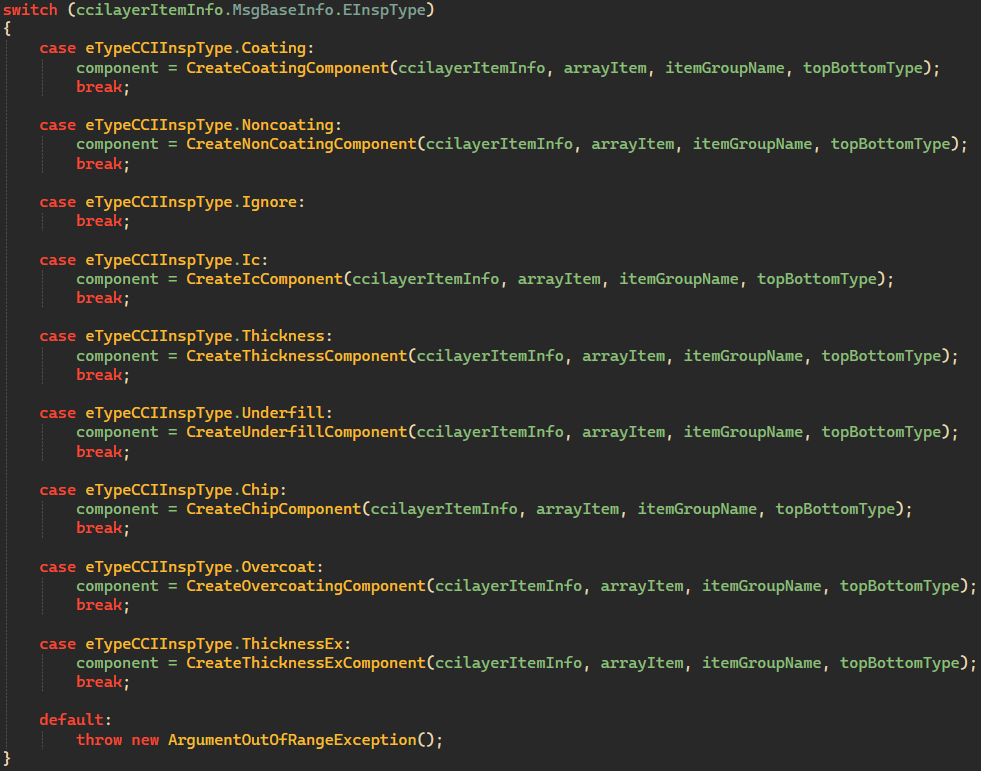 switch (ccilayerItemInfo.MsgBaseInfo.EInspType)
{
    case eTypeCCIInspType.Coating:
        component = CreateCoatingComponent(ccilayerItemInfo, arrayItem, itemGroupName, topBottomType);
        break;

    case eTypeCCIInspType.Noncoating:
        component = CreateNonCoatingComponent(ccilayerItemInfo, arrayItem, itemGroupName, topBottomType);
        break;

    case eTypeCCIInspType.Ignore:
        break;

    case eTypeCCIInspType.Ic:
        component = CreateIcComponent(ccilayerItemInfo, arrayItem, itemGroupName, topBottomType);
        break;

    case eTypeCCIInspType.Thickness:
        component = CreateThicknessComponent(ccilayerItemInfo, arrayItem, itemGroupName, topBottomType);
        break;

    case eTypeCCIInspType.Underfill:
        component = CreateUnderfillComponent(ccilayerItemInfo, arrayItem, itemGroupName, topBottomType);
        break;

    case eTypeCCIInspType.Chip:
        component = CreateChipComponent(ccilayerItemInfo, arrayItem, itemGroupName, topBottomType);
        break;

    case eTypeCCIInspType.Overcoat:
        component = CreateOvercoatingComponent(ccilayerItemInfo, arrayItem, itemGroupName, topBottomType);
        break;

    case eTypeCCIInspType.ThicknessEx:
        component = CreateThicknessExComponent(ccilayerItemInfo, arrayItem, itemGroupName, topBottomType);
        break;

    default:
        throw new ArgumentOutOfRangeException();
}